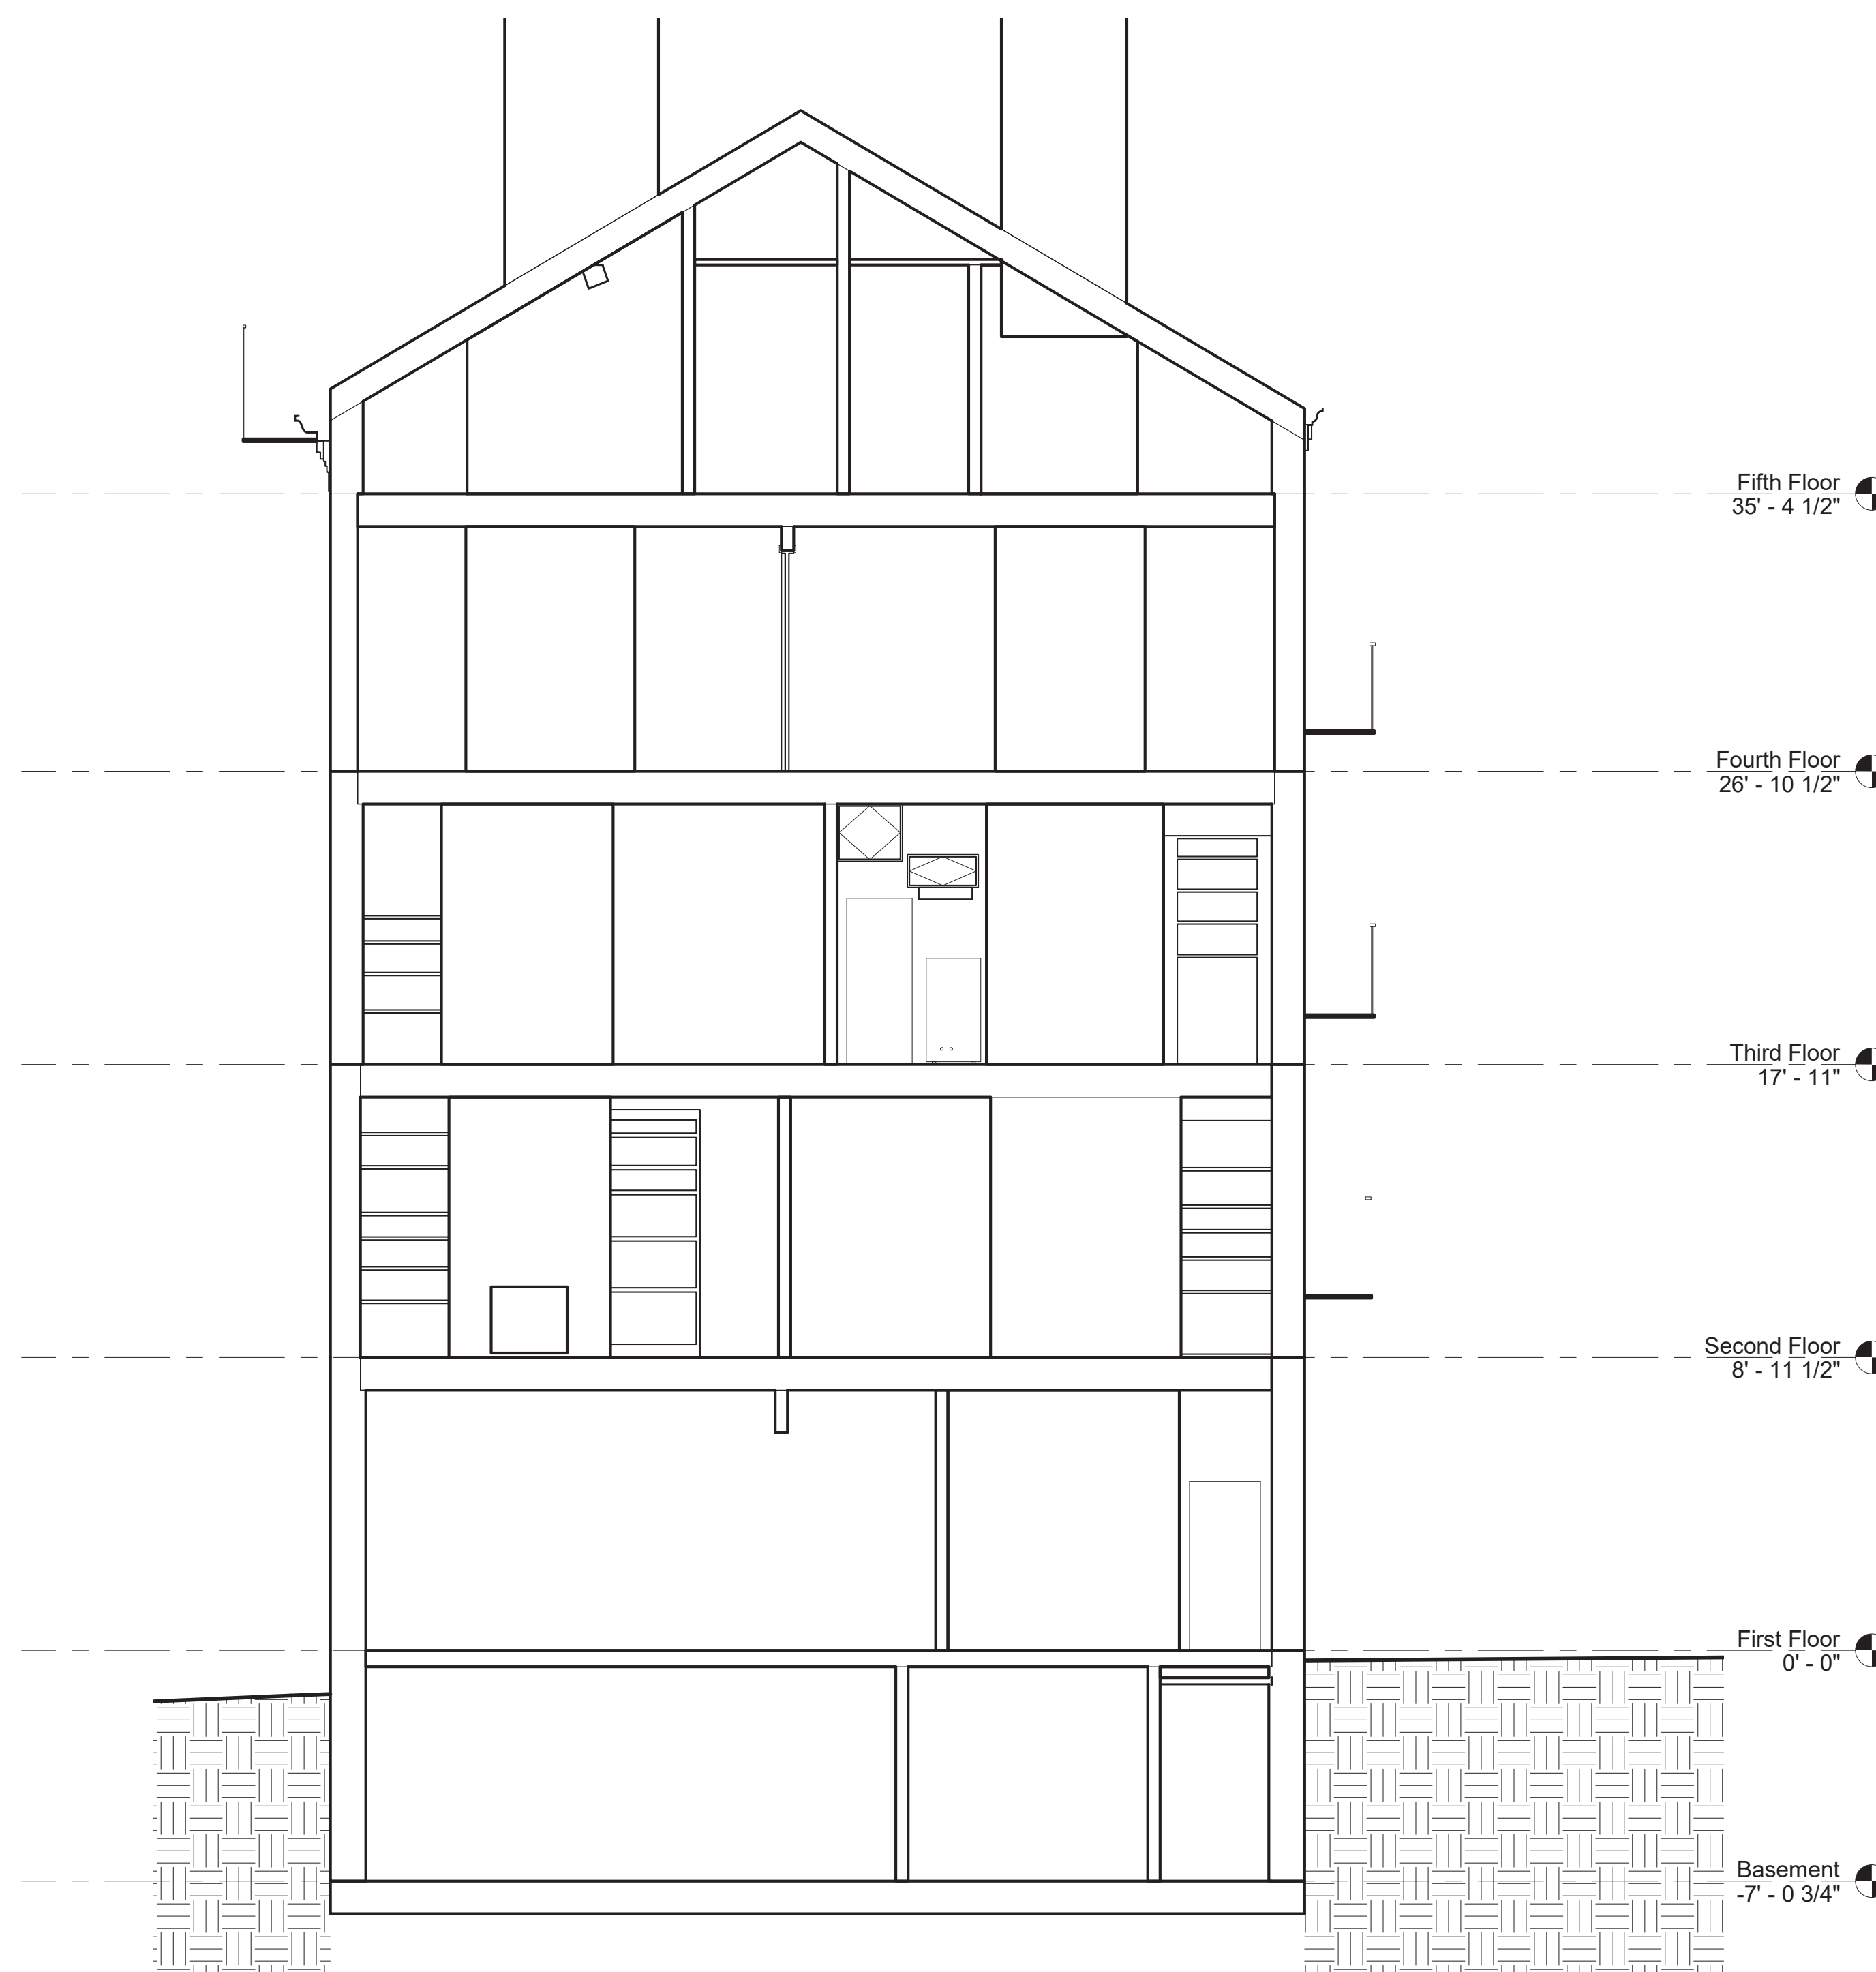 Fifth Floor
35' - 4 1/2"
Fourth Floor
26' - 10 1/2"
Third Floor
17' - 11"
Second Floor
8' - 11 1/2"
First Floor
0' - 0"
Basement
-7' - 0 3/4"